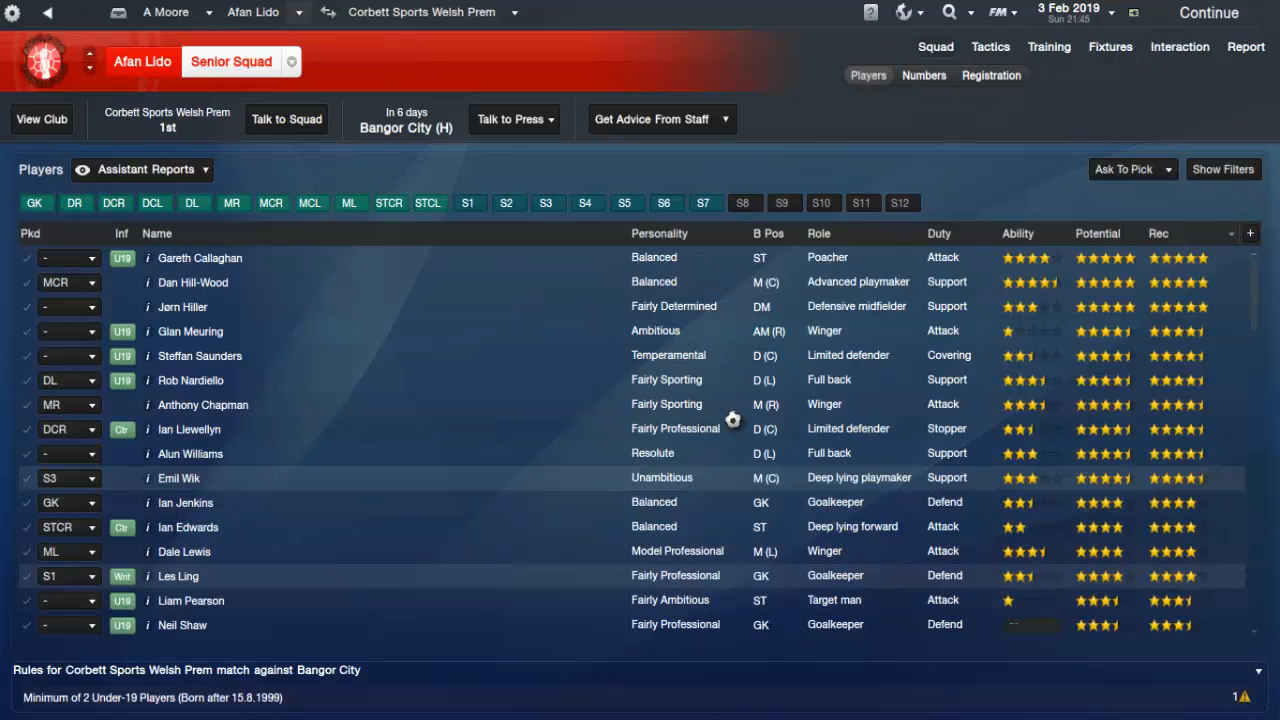 A Moore Afan Lido Corbett Sports Welsh Prem ? FM 3 Feb 2019 Sun 21:45 Continue
Afan Lido Senior Squad Squad Tactics Training Fixtures Interaction Report
Players Numbers Registration
View Club Corbett Sports Welsh Prem 1st Talk to Squad In 6 days Bangor City (H) Talk to Press Get Advice From Staff
Players Assistant Reports Ask To Pick Show Filters
GK DR DCR DCL DL MR MCR MCL ML STCR STCL S1 S2 S3 S4 S5 S6 S7 S8 S9 S10 S11 S12
Pkd Inf Name Personality B Pos Role Duty Ability Potential Rec +
- U19 i Gareth Callaghan Balanced ST Poacher Attack
MCR i Dan Hill-Wood Balanced M (C) Advanced playmaker Support
- i Jørn Hiller Fairly Determined DM Defensive midfielder Support
- U19 i Glan Meuring Ambitious AM (R) Winger Attack
- U19 i Steffan Saunders Temperamental D (C) Limited defender Covering
DL U19 i Rob Nardiello Fairly Sporting D (L) Full back Support
MR i Anthony Chapman Fairly Sporting M (R) Winger Attack
DCR Ctr i Ian Llewellyn Fairly Professional D (C) Limited defender Stopper
- i Alun Williams Resolute D (L) Full back Support
S3 i Emil Wik Unambitious M (C) Deep lying playmaker Support
GK i Ian Jenkins Balanced GK Goalkeeper Defend
STCR Ctr i Ian Edwards Balanced ST Deep lying forward Attack
ML i Dale Lewis Model Professional M (L) Winger Attack
S1 Wnt i Les Ling Fairly Professional GK Goalkeeper Defend
- U19 i Liam Pearson Fairly Ambitious ST Target man Attack
- U19 i Neil Shaw Fairly Professional GK Goalkeeper Defend --
Rules for Corbett Sports Welsh Prem match against Bangor City
Minimum of 2 Under-19 Players (Born after 15.8.1999) 1